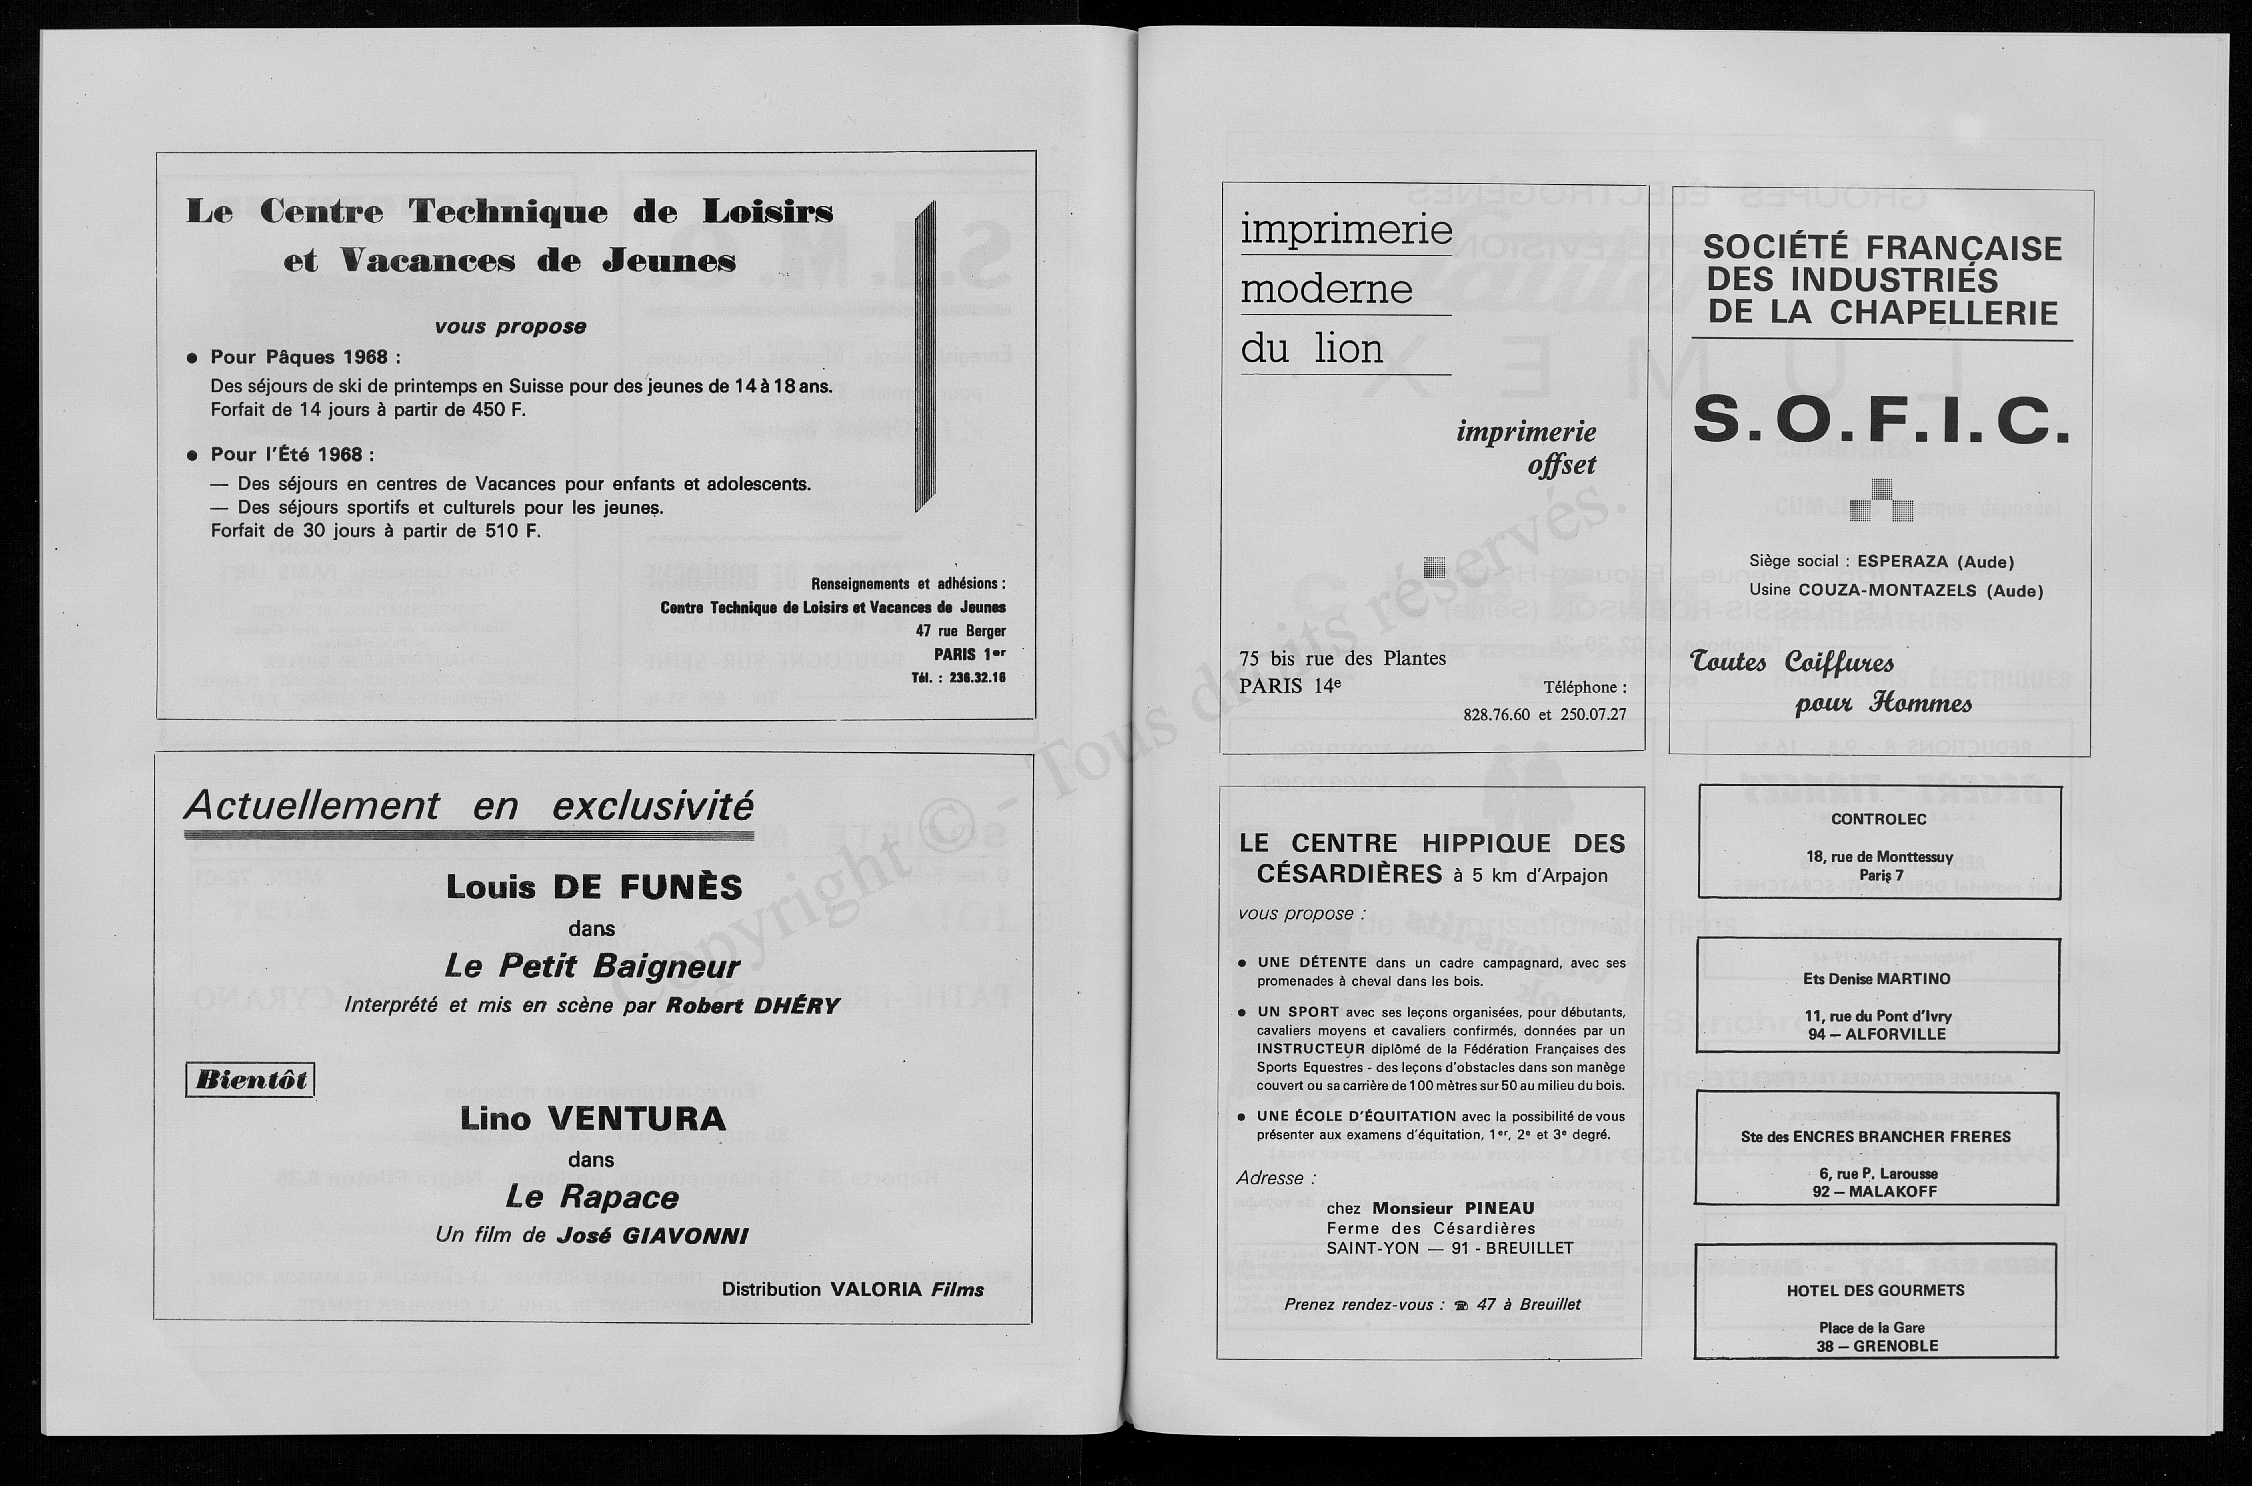 Le Centre Technique de Loisirs
et Vacances de Jeunes
vous propose
● Pour Pâques 1968 :
Des séjours de ski de printemps en Suisse pour des jeunes de 14 à 18 ans.
Forfait de 14 jours à partir de 450 F.
● Pour l'Été 1968 :
— Des séjours en centres de Vacances pour enfants et adolescents.
— Des séjours sportifs et culturels pour les jeunes.
Forfait de 30 jours à partir de 510 F.
Renseignements et adhésions :
Centre Technique de Loisirs et Vacances de Jeunes
47 rue Berger
PARIS 1er
Tél. : 236.32.16
Actuellement en exclusivité
Louis DE FUNÈS
dans
Le Petit Baigneur
Interprété et mis en scène par Robert DHÉRY
Bientôt
Lino VENTURA
dans
Le Rapace
Un film de José GIAVONNI
Distribution VALORIA Films
imprimerie
moderne
du lion
imprimerie
offset
75 bis rue des Plantes
PARIS 14e
Téléphone :
828.76.60 et 250.07.27
SOCIÉTÉ FRANÇAISE
DES INDUSTRIES
DE LA CHAPELLERIE
S.O.F.I.C.
Siège social : ESPERAZA (Aude)
Usine COUZA-MONTAZELS (Aude)
Toutes Coiffures
pour Hommes
LE CENTRE HIPPIQUE DES
CÉSARDIÈRES à 5 km d'Arpajon
vous propose :
● UNE DÉTENTE dans un cadre campagnard, avec ses
promenades à cheval dans les bois.
● UN SPORT avec ses leçons organisées, pour débutants,
cavaliers moyens et cavaliers confirmés, données par un
INSTRUCTEUR diplômé de la Fédération Françaises des
Sports Equestres - des leçons d'obstacles dans son manège
couvert ou sa carrière de 100 mètres sur 50 au milieu du bois.
● UNE ÉCOLE D'ÉQUITATION avec la possibilité de vous
présenter aux examens d'équitation, 1er, 2e et 3e degré.
Adresse :
chez Monsieur PINEAU
Ferme des Césardières
SAINT-YON — 91 - BREUILLET
Prenez rendez-vous : ☎ 47 à Breuillet
CONTROLEC
18, rue de Monttessuy
Paris 7
Ets Denise MARTINO
11, rue du Pont d'Ivry
94 – ALFORVILLE
Ste des ENCRES BRANCHER FRERES
6, rue P. Larousse
92 – MALAKOFF
HOTEL DES GOURMETS
Place de la Gare
38 – GRENOBLE
Copyright © - Tous droits réservés.